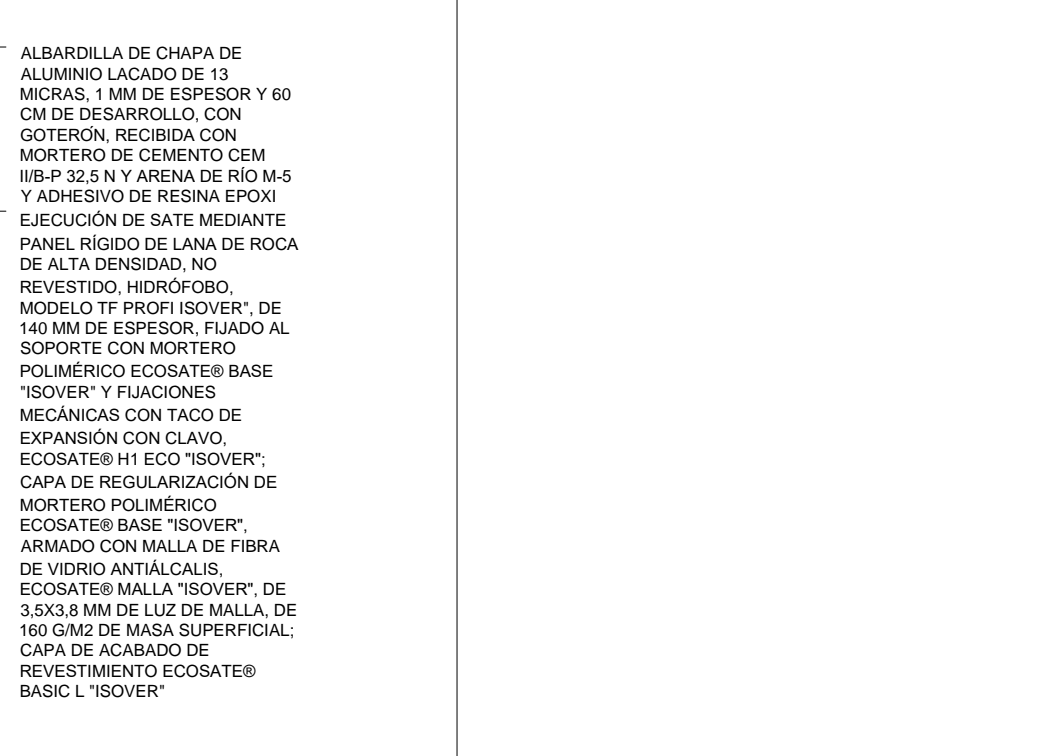 ALBARDILLA DE CHAPA DE
ALUMINIO LACADO DE 13
MICRAS, 1 MM DE ESPESOR Y 60
CM DE DESARROLLO, CON
GOTERÓN, RECIBIDA CON
MORTERO DE CEMENTO CEM
II/B-P 32,5 N Y ARENA DE RÍO M-5
Y ADHESIVO DE RESINA EPOXI
EJECUCIÓN DE SATE MEDIANTE
PANEL RÍGIDO DE LANA DE ROCA
DE ALTA DENSIDAD, NO
REVESTIDO, HIDRÓFOBO,
MODELO TF PROFI ISOVER", DE
140 MM DE ESPESOR, FIJADO AL
SOPORTE CON MORTERO
POLIMÉRICO ECOSATE® BASE
"ISOVER" Y FIJACIONES
MECÁNICAS CON TACO DE
EXPANSIÓN CON CLAVO,
ECOSATE® H1 ECO "ISOVER";
CAPA DE REGULARIZACIÓN DE
MORTERO POLIMÉRICO
ECOSATE® BASE "ISOVER",
ARMADO CON MALLA DE FIBRA
DE VIDRIO ANTIÁLCALIS,
ECOSATE® MALLA "ISOVER", DE
3,5X3,8 MM DE LUZ DE MALLA, DE
160 G/M2 DE MASA SUPERFICIAL;
CAPA DE ACABADO DE
REVESTIMIENTO ECOSATE®
BASIC L "ISOVER"